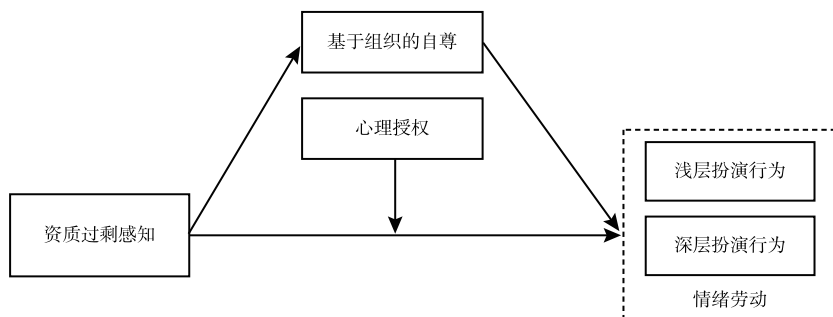 基于组织的自尊
心理授权
浅层扮演行为
资质过剩感知
深层扮演行为
情绪劳动